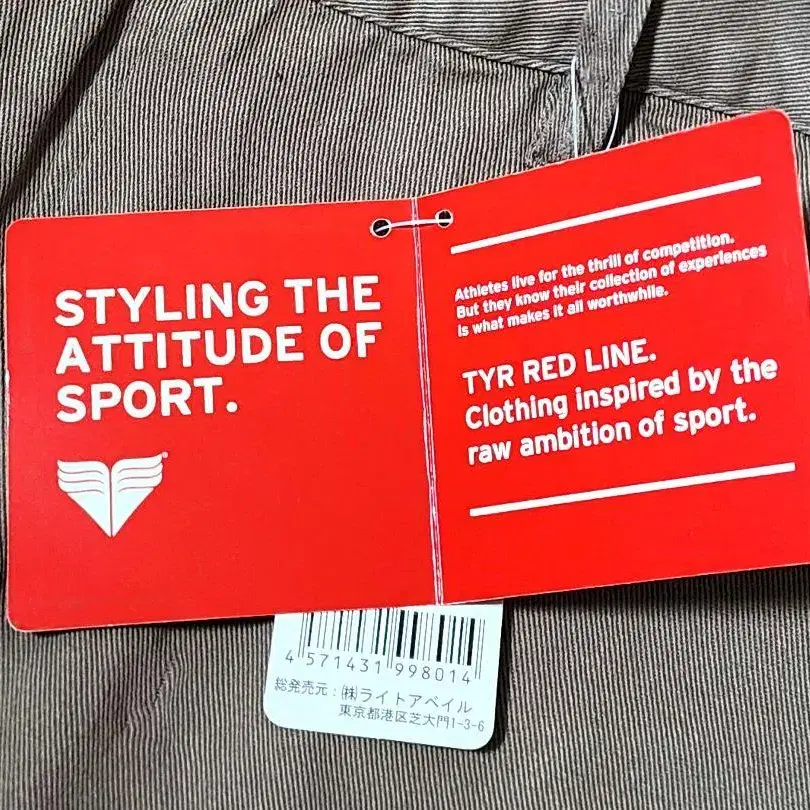 STYLING THE
ATTITUDE OF
SPORT.
Athletes live for the thrill of competition.
But they know their collection of experiences
is what makes it all worthwhile.
TYR RED LINE.
Clothing inspired by the
raw ambition of sport.
4 571431 998014
総発売元:㈱ライトアベイル
東京都港区芝大門1-3-6